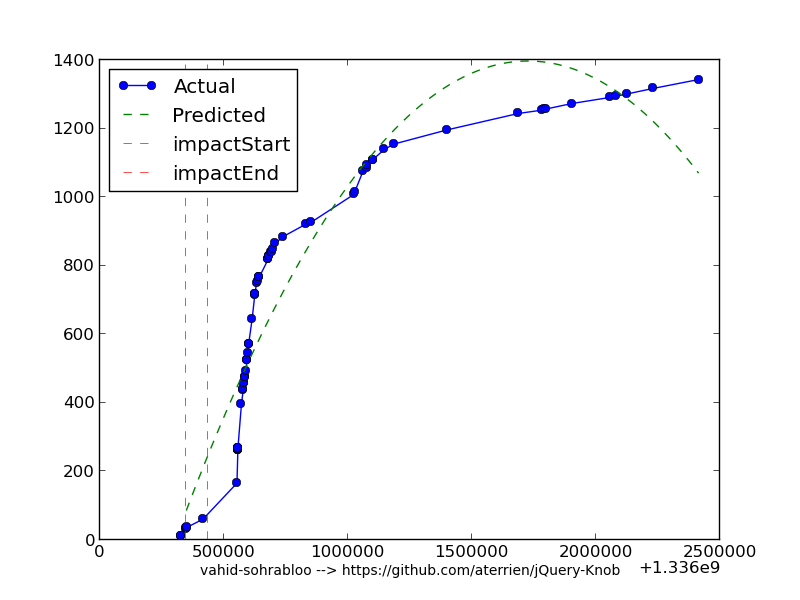 1400
1200
1000
800
600
400
200
0
Actual
Predicted
impactStart
impactEnd
0 500000 1000000 1500000 2000000 2500000
vahid-sohrabloo --> https://github.com/aterrien/jQuery-Knob +1.336e9